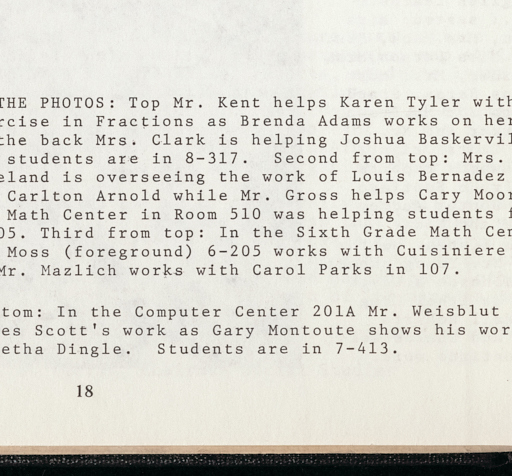 THE PHOTOS: Top Mr. Kent helps Karen Tyler with
rcise in Fractions as Brenda Adams works on her
the back Mrs. Clark is helping Joshua Baskervil
students are in 8-317. Second from top: Mrs.
eland is overseeing the work of Louis Bernadez
Carlton Arnold while Mr. Gross helps Cary Moor
Math Center in Room 510 was helping students f
05. Third from top: In the Sixth Grade Math Cen
Moss (foreground) 6-205 works with Cuisiniere
Mr. Mazlich works with Carol Parks in 107.
tom: In the Computer Center 201A Mr. Weisblut
es Scott's work as Gary Montoute shows his wor
etha Dingle. Students are in 7-413.
18